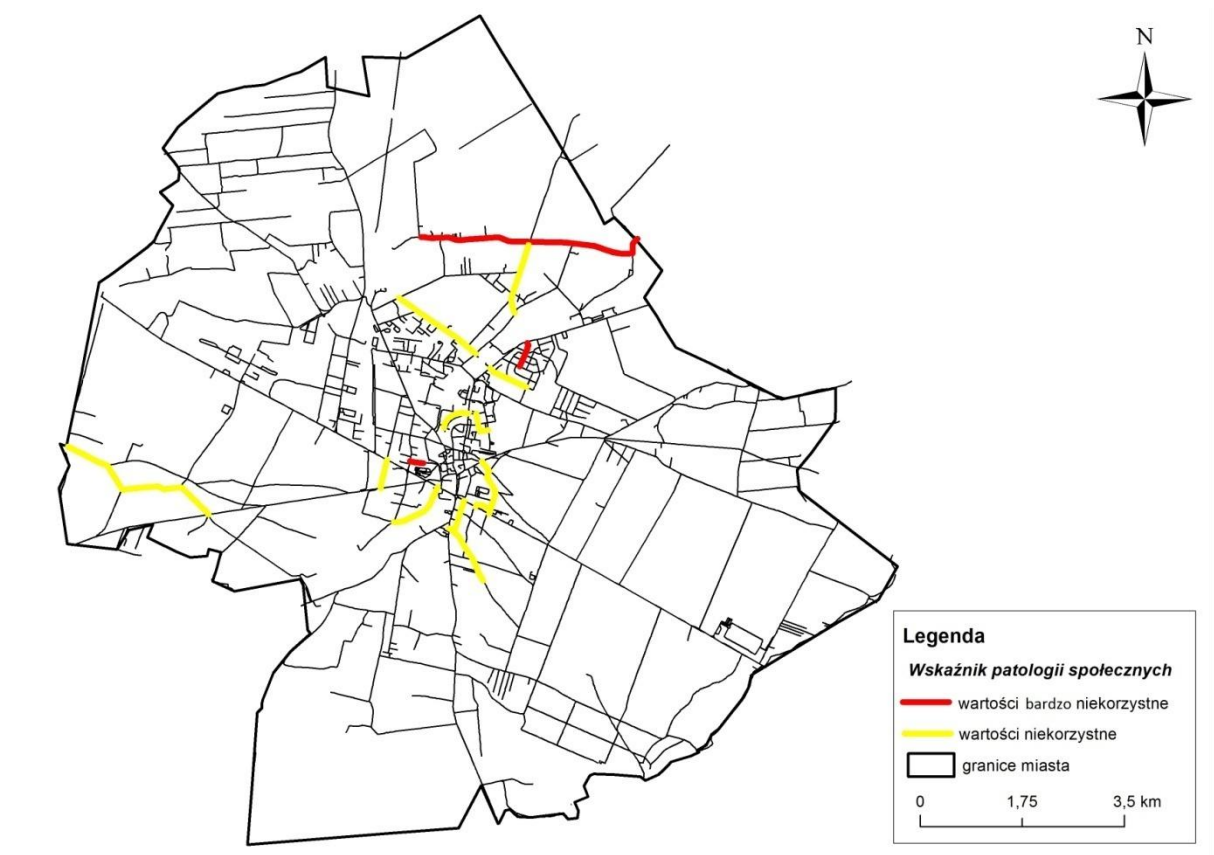 N
Legenda
Wskaźnik patologii społecznych
wartości bardzo niekorzystne
wartości niekorzystne
granice miasta
0 1,75 3,5 km